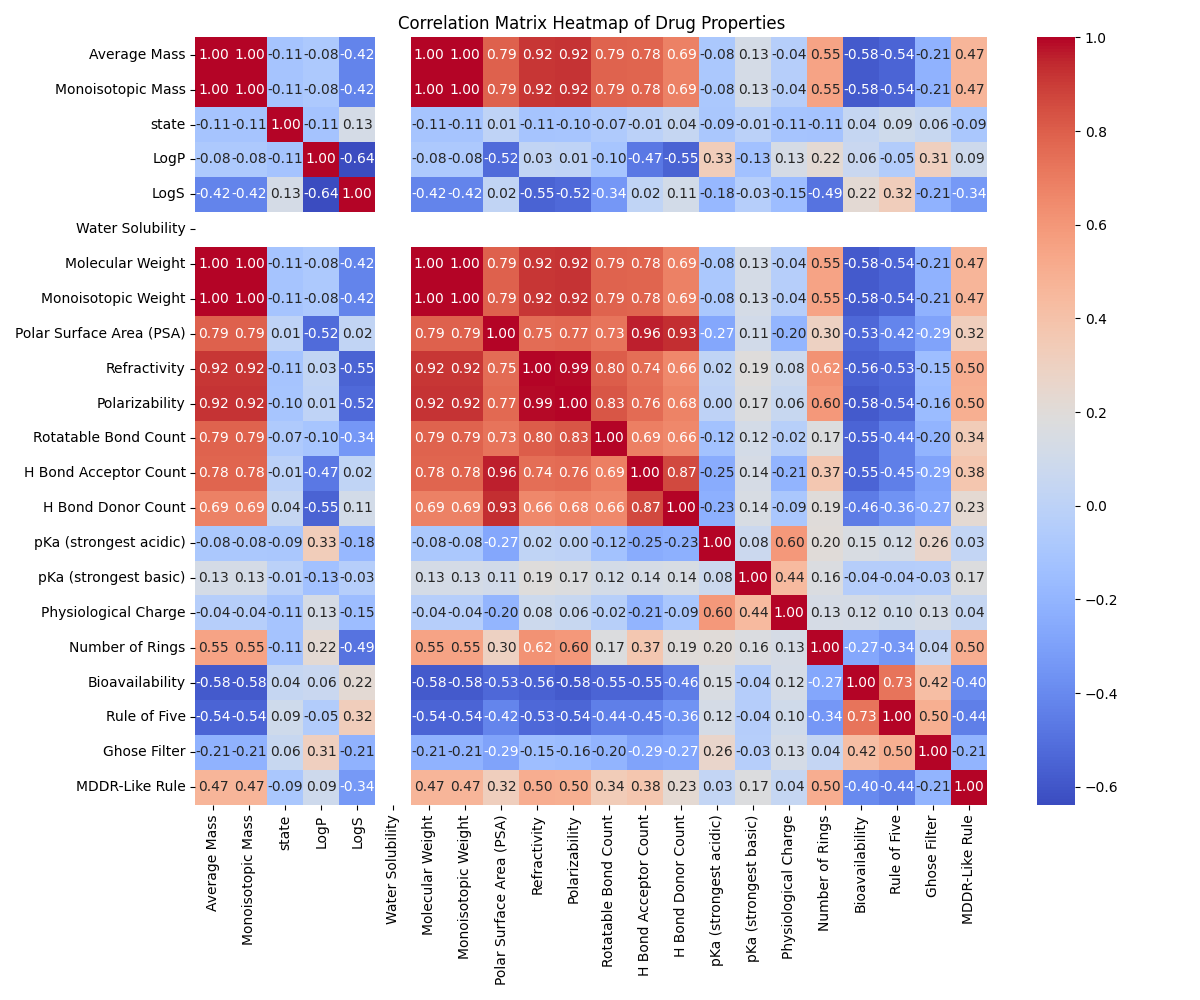 Correlation Matrix Heatmap of Drug Properties
Average Mass 1.00 1.00 -0.11 -0.08 -0.42 1.00 1.00 0.79 0.92 0.92 0.79 0.78 0.69 -0.08 0.13 -0.04 0.55 -0.58 -0.54 -0.21 0.47
Monoisotopic Mass 1.00 1.00 -0.11 -0.08 -0.42 1.00 1.00 0.79 0.92 0.92 0.79 0.78 0.69 -0.08 0.13 -0.04 0.55 -0.58 -0.54 -0.21 0.47
state -0.11 -0.11 1.00 -0.11 0.13 -0.11 -0.11 0.01 -0.11 -0.10 -0.07 -0.01 0.04 -0.09 -0.01 -0.11 -0.11 0.04 0.09 0.06 -0.09
LogP -0.08 -0.08 -0.11 1.00 -0.64 -0.08 -0.08 -0.52 0.03 0.01 -0.10 -0.47 -0.55 0.33 -0.13 0.13 0.22 0.06 -0.05 0.31 0.09
LogS -0.42 -0.42 0.13 -0.64 1.00 -0.42 -0.42 0.02 -0.55 -0.52 -0.34 0.02 0.11 -0.18 -0.03 -0.15 -0.49 0.22 0.32 -0.21 -0.34
Water Solubility
Molecular Weight 1.00 1.00 -0.11 -0.08 -0.42 1.00 1.00 0.79 0.92 0.92 0.79 0.78 0.69 -0.08 0.13 -0.04 0.55 -0.58 -0.54 -0.21 0.47
Monoisotopic Weight 1.00 1.00 -0.11 -0.08 -0.42 1.00 1.00 0.79 0.92 0.92 0.79 0.78 0.69 -0.08 0.13 -0.04 0.55 -0.58 -0.54 -0.21 0.47
Polar Surface Area (PSA) 0.79 0.79 0.01 -0.52 0.02 0.79 0.79 1.00 0.75 0.77 0.73 0.96 0.93 -0.27 0.11 -0.20 0.30 -0.53 -0.42 -0.29 0.32
Refractivity 0.92 0.92 -0.11 0.03 -0.55 0.92 0.92 0.75 1.00 0.99 0.80 0.74 0.66 0.02 0.19 0.08 0.62 -0.56 -0.53 -0.15 0.50
Polarizability 0.92 0.92 -0.10 0.01 -0.52 0.92 0.92 0.77 0.99 1.00 0.83 0.76 0.68 0.00 0.17 0.06 0.60 -0.58 -0.54 -0.16 0.50
Rotatable Bond Count 0.79 0.79 -0.07 -0.10 -0.34 0.79 0.79 0.73 0.80 0.83 1.00 0.69 0.66 -0.12 0.12 -0.02 0.17 -0.55 -0.44 -0.20 0.34
H Bond Acceptor Count 0.78 0.78 -0.01 -0.47 0.02 0.78 0.78 0.96 0.74 0.76 0.69 1.00 0.87 -0.25 0.14 -0.21 0.37 -0.55 -0.45 -0.29 0.38
H Bond Donor Count 0.69 0.69 0.04 -0.55 0.11 0.69 0.69 0.93 0.66 0.68 0.66 0.87 1.00 -0.23 0.14 -0.09 0.19 -0.46 -0.36 -0.27 0.23
pKa (strongest acidic) -0.08 -0.08 -0.09 0.33 -0.18 -0.08 -0.08 -0.27 0.02 0.00 -0.12 -0.25 -0.23 1.00 0.08 0.60 0.20 0.15 0.12 0.26 0.03
pKa (strongest basic) 0.13 0.13 -0.01 -0.13 -0.03 0.13 0.13 0.11 0.19 0.17 0.12 0.14 0.14 0.08 1.00 0.44 0.16 -0.04 -0.04 -0.03 0.17
Physiological Charge -0.04 -0.04 -0.11 0.13 -0.15 -0.04 -0.04 -0.20 0.08 0.06 -0.02 -0.21 -0.09 0.60 0.44 1.00 0.13 0.12 0.10 0.13 0.04
Number of Rings 0.55 0.55 -0.11 0.22 -0.49 0.55 0.55 0.30 0.62 0.60 0.17 0.37 0.19 0.20 0.16 0.13 1.00 -0.27 -0.34 0.04 0.50
Bioavailability -0.58 -0.58 0.04 0.06 0.22 -0.58 -0.58 -0.53 -0.56 -0.58 -0.55 -0.55 -0.46 0.15 -0.04 0.12 -0.27 1.00 0.73 0.42 -0.40
Rule of Five -0.54 -0.54 0.09 -0.05 0.32 -0.54 -0.54 -0.42 -0.53 -0.54 -0.44 -0.45 -0.36 0.12 -0.04 0.10 -0.34 0.73 1.00 0.50 -0.44
Ghose Filter -0.21 -0.21 0.06 0.31 -0.21 -0.21 -0.21 -0.29 -0.15 -0.16 -0.20 -0.29 -0.27 0.26 -0.03 0.13 0.04 0.42 0.50 1.00 -0.21
MDDR-Like Rule 0.47 0.47 -0.09 0.09 -0.34 0.47 0.47 0.32 0.50 0.50 0.34 0.38 0.23 0.03 0.17 0.04 0.50 -0.40 -0.44 -0.21 1.00
Average Mass
Monoisotopic Mass
state
LogP
LogS
Water Solubility
Molecular Weight
Monoisotopic Weight
Polar Surface Area (PSA)
Refractivity
Polarizability
Rotatable Bond Count
H Bond Acceptor Count
H Bond Donor Count
pKa (strongest acidic)
pKa (strongest basic)
Physiological Charge
Number of Rings
Bioavailability
Rule of Five
Ghose Filter
MDDR-Like Rule
1.0
0.8
0.6
0.4
0.2
0.0
−0.2
−0.4
−0.6